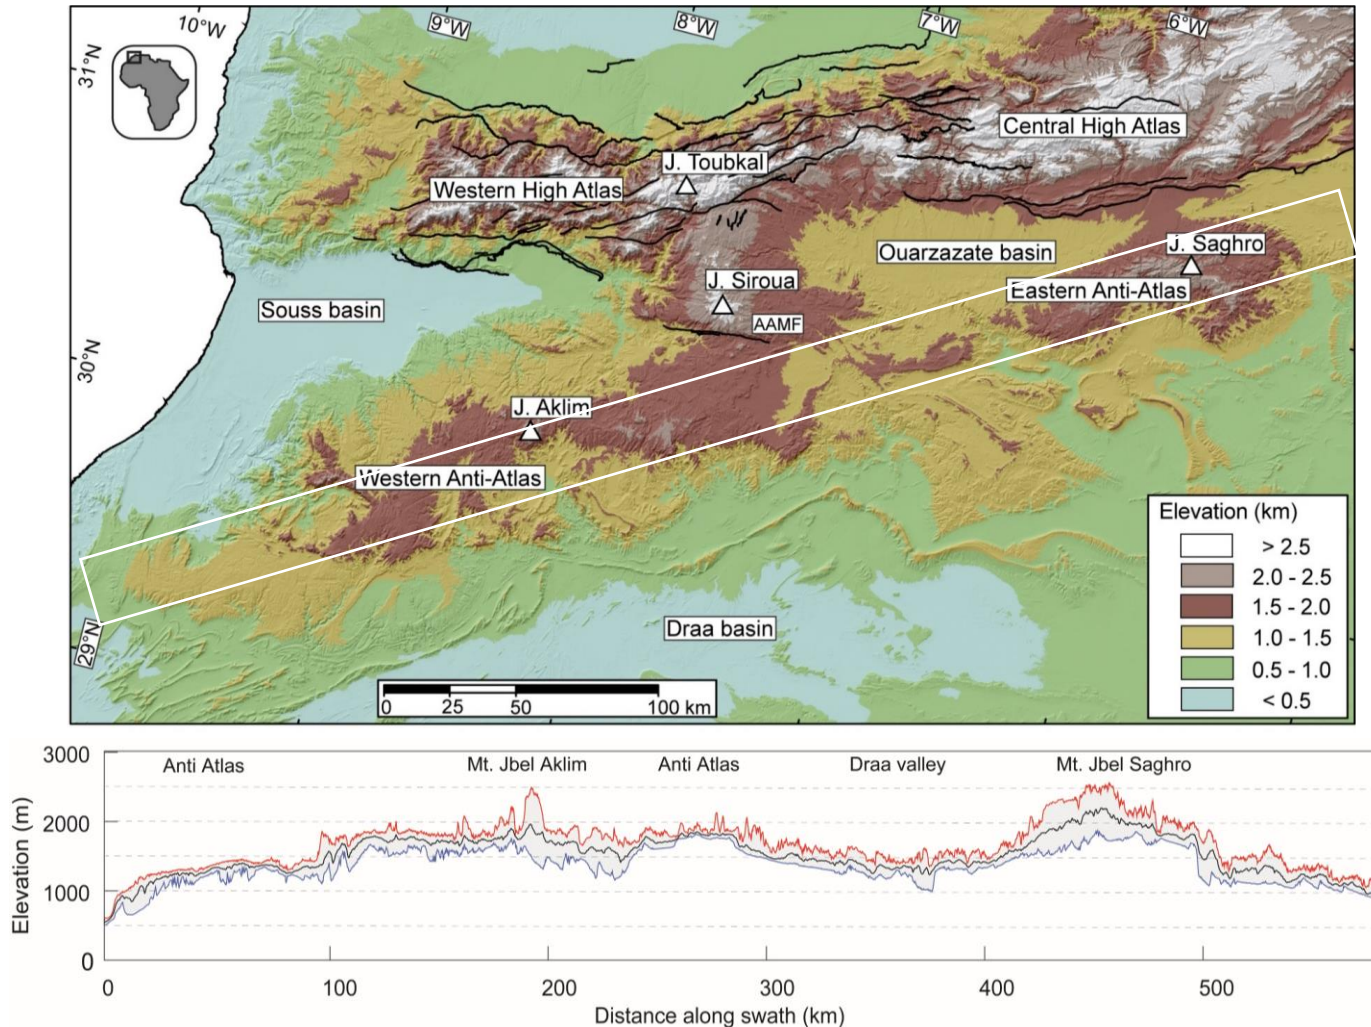 10°W
9°W
8°W
7°W
6°W
31°N
30°N
29°N
Central High Atlas
J. Toubkal
Western High Atlas
J. Saghro
Ouarzazate basin
J. Siroua
Eastern Anti-Atlas
Souss basin
AAMF
J. Aklim
Western Anti-Atlas
Draa basin
Elevation (km)
> 2.5
2.0 - 2.5
1.5 - 2.0
1.0 - 1.5
0.5 - 1.0
< 0.5
0 25 50 100 km
3000
2000
1000
0
Elevation (m)
Anti Atlas
Mt. Jbel Aklim
Anti Atlas
Draa valley
Mt. Jbel Saghro
0 100 200 300 400 500
Distance along swath (km)